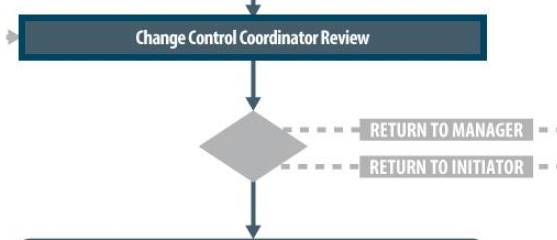 Change Control Coordinator Review
RETURN TO MANAGER
RETURN TO INITIATOR